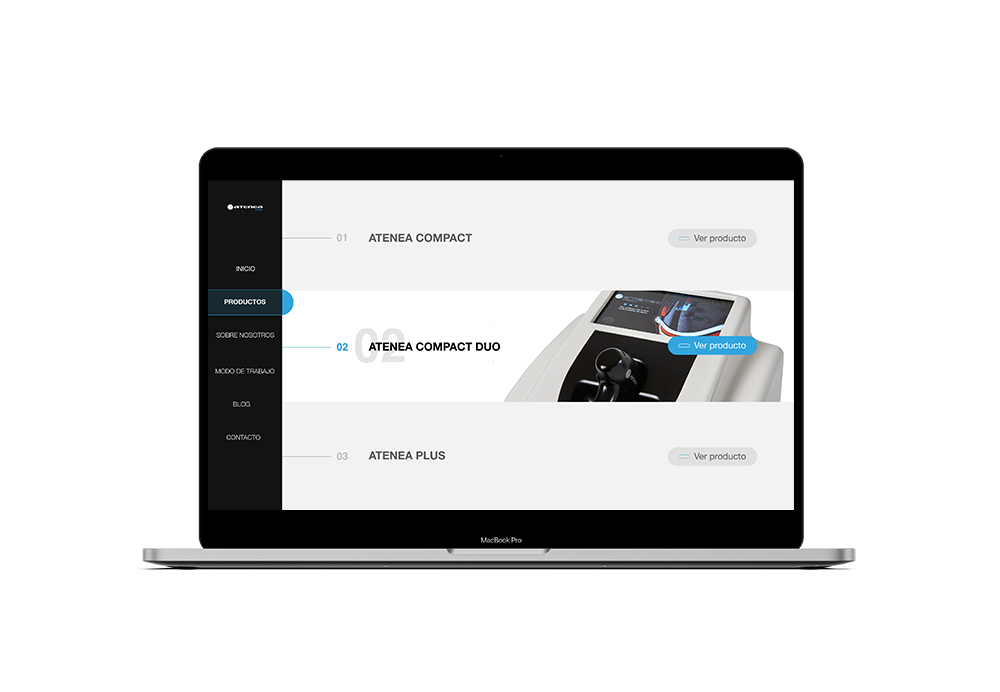 ATENEA
INICIO
PRODUCTOS
SOBRE NOSOTROS
MODO DE TRABAJO
BLOG
CONTACTO
01 ATENEA COMPACT Ver producto
02 02 ATENEA COMPACT DUO Ver producto
03 ATENEA PLUS Ver producto
MacBook Pro